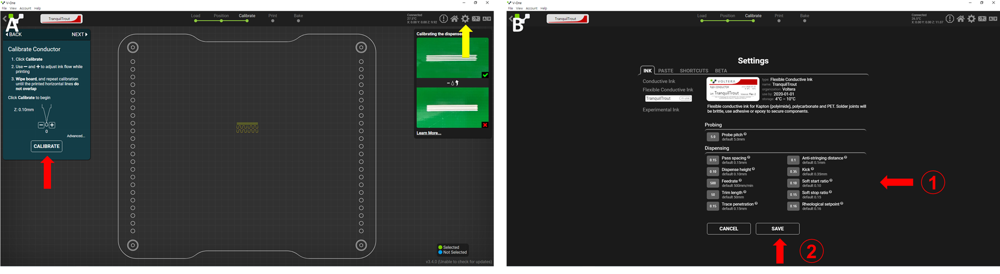 V-One
File View Account Help
A
TranquilTrout
Load Position Calibrate Print Bake
Connected
27.5°C
X: 0.00 Y: 0.00 Z: 9.92
BACK NEXT
Calibrate Conductor
1. Click Calibrate
2. Use − and + to adjust ink flow while
printing
3. Wipe board, and repeat calibration
until the printed horizontal lines do
not overlap
Click Calibrate to begin
Z: 0.10mm
0
Advanced...
CALIBRATE
Calibrating the dispenser
Learn More...
Selected
Not Selected
v3.4.0 (Unable to check for updates)
V-One
File View Account Help
B
TranquilTrout
Load Position Calibrate Print Bake
Connected
26.5°C
X: 0.00 Y: 0.00 Z: 11.07
Settings
INK PASTE SHORTCUTS BETA
Conductive Ink
Flexible Conductive Ink
TranquilTrout in use
Experimental Ink
VOLTERA
FLEX CONDUCTOR
Lot: TranquilTrout Material: Flex 2
type: Flexible Conductive Ink
name: TranquilTrout
organization: Voltera
use by: 2020-01-01
storage: 4°C – 10°C
Flexible conductive ink for Kapton (polyimide), polycarbonate and PET. Solder joints will
be brittle, use adhesive or epoxy to secure components.
Probing
5.0 Probe pitch ?
default 5.0mm
Dispensing
0.15 Pass spacing ?
default 0.15mm
0.10 Dispense height ?
default 0.10mm
500 Feedrate ?
default 500mm/min
50 Trim length ?
default 50mm
0.15 Trace penetration ?
default 0.15mm
0.1 Anti-stringing distance ?
default 0.1mm
0.35 Kick ?
default 0.35mm
0.10 Soft start ratio ?
default 0.10
0.15 Soft stop ratio ?
default 0.15
0.16 Rheological setpoint ?
default 0.16
1
CANCEL SAVE
2